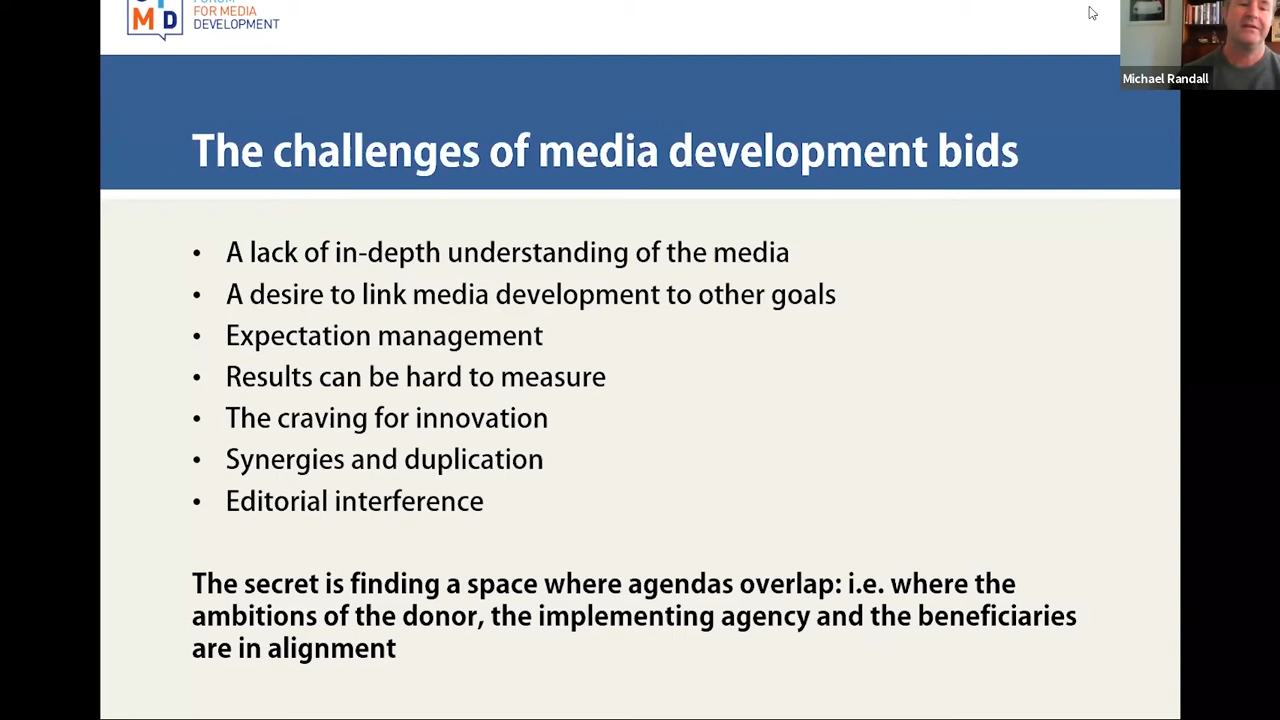 FOR MEDIA
DEVELOPMENT
M D
Michael Randall
The challenges of media development bids
• A lack of in-depth understanding of the media
• A desire to link media development to other goals
• Expectation management
• Results can be hard to measure
• The craving for innovation
• Synergies and duplication
• Editorial interference
The secret is finding a space where agendas overlap: i.e. where the
ambitions of the donor, the implementing agency and the beneficiaries
are in alignment